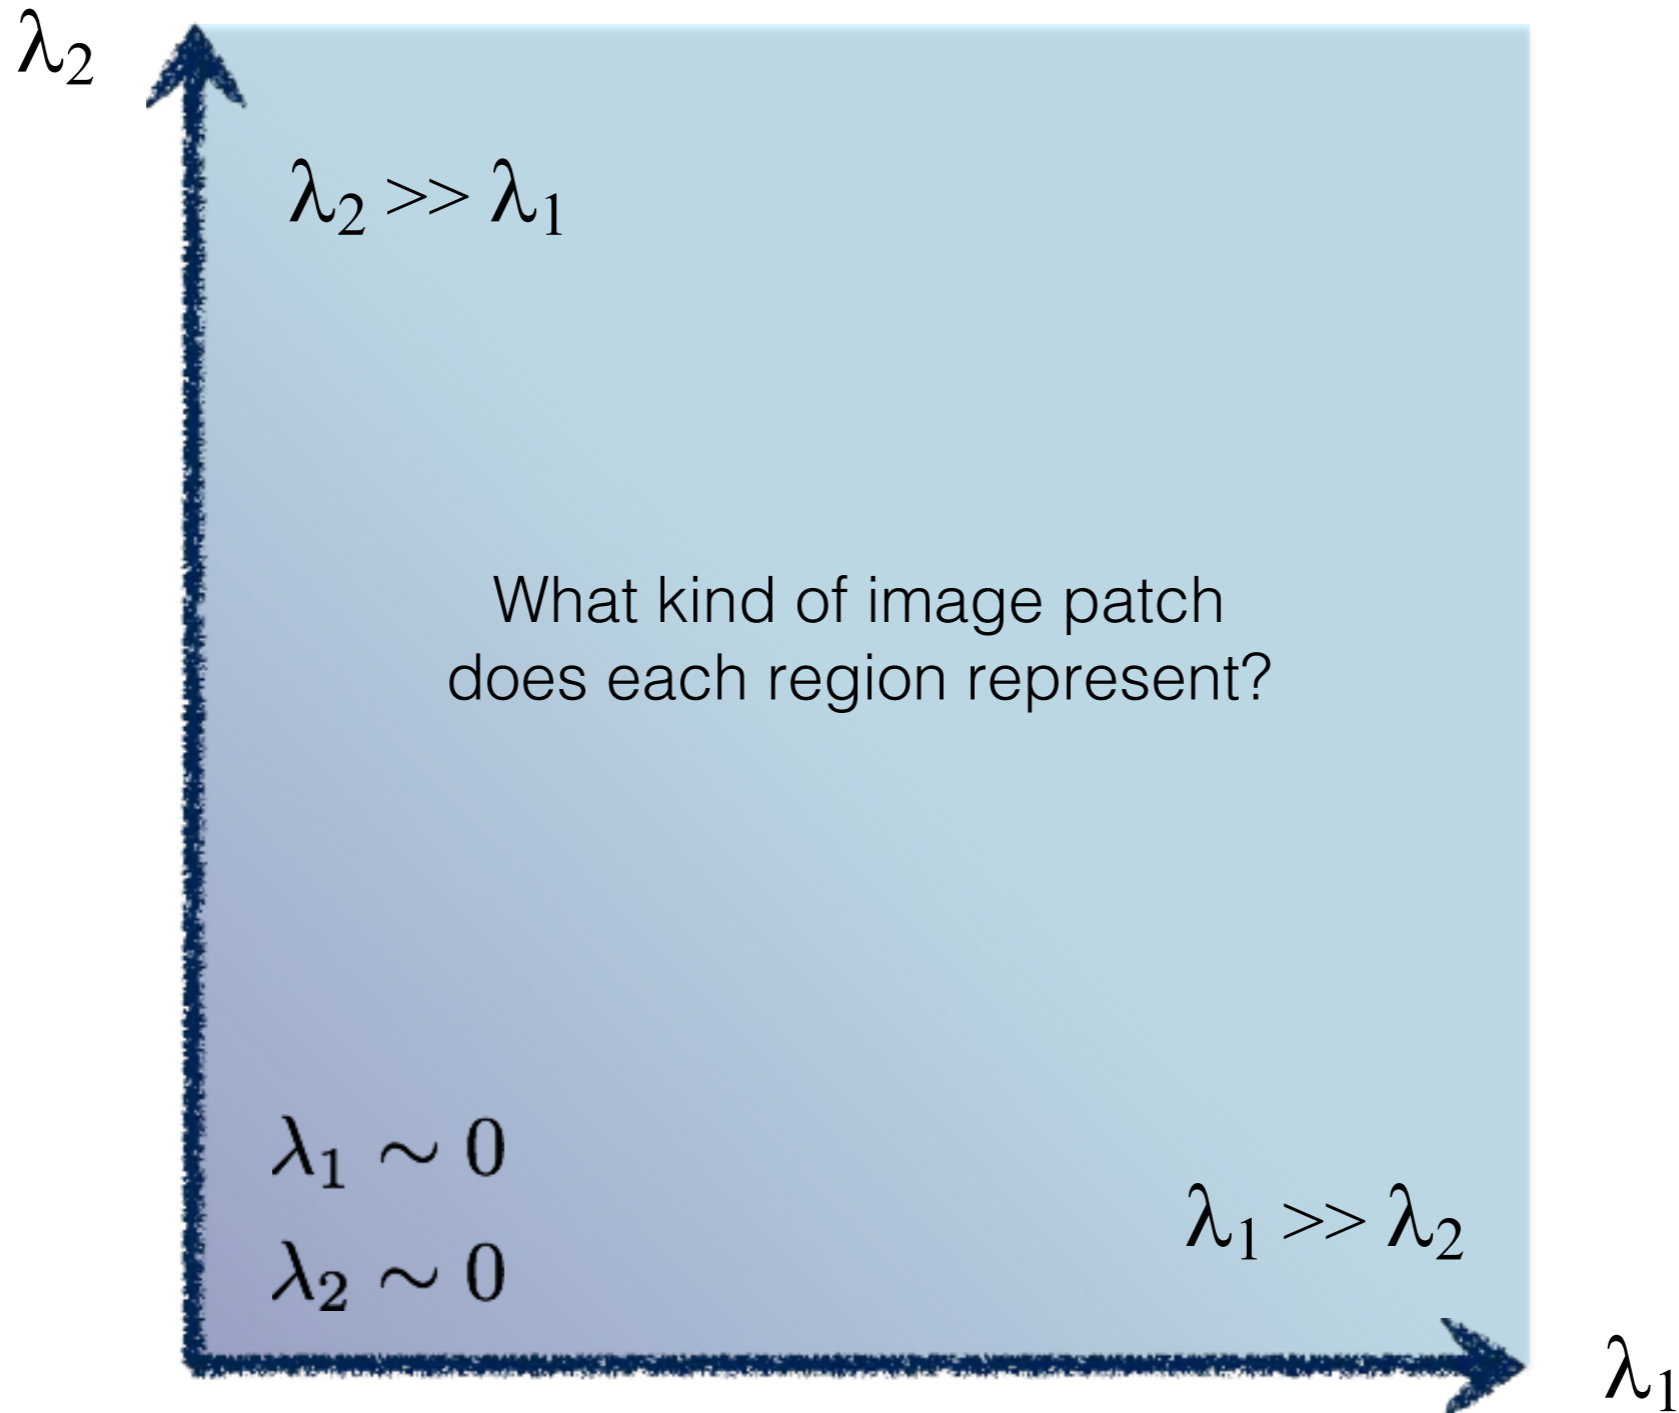 λ₂
λ₂ >> λ₁
What kind of image patch
does each region represent?
λ₁ ∼ 0
λ₂ ∼ 0
λ₁ >> λ₂
λ₁